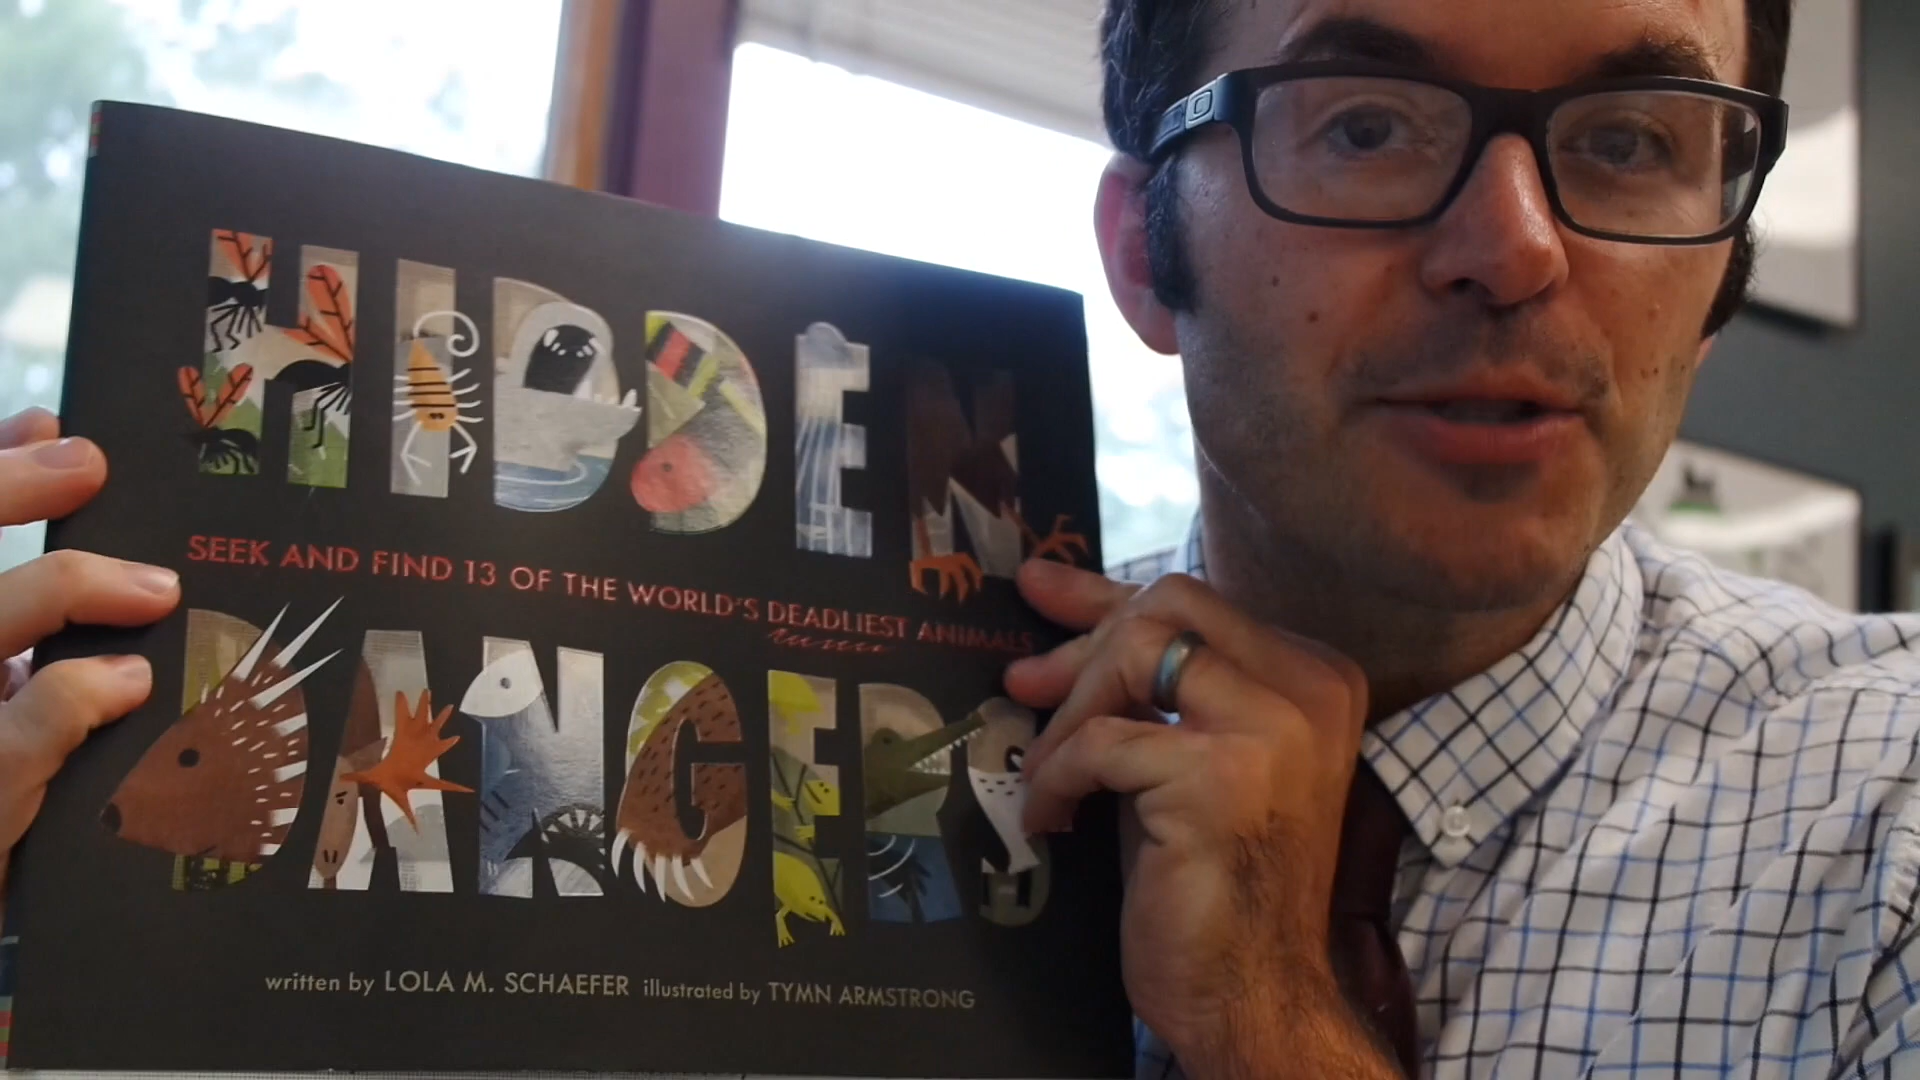 HIDDEN
SEEK AND FIND 13 OF THE WORLD'S DEADLIEST ANIMALS
DANGERS
written by LOLA M. SCHAEFER illustrated by TYMN ARMSTRONG